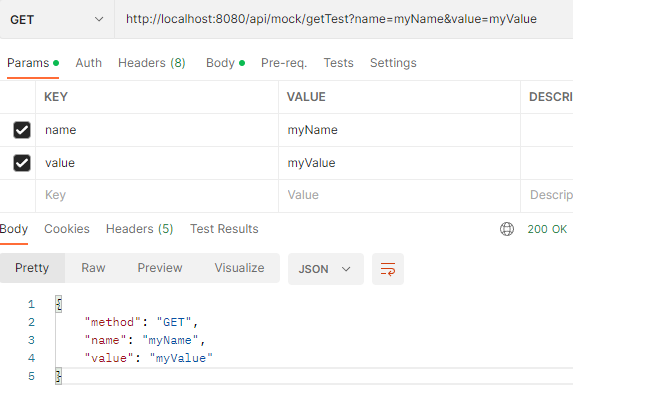 GET http://localhost:8080/api/mock/getTest?name=myName&value=myValue
Params Auth Headers (8) Body Pre-req. Tests Settings
KEY VALUE DESCRI
name myName
value myValue
Key Value Descrip
Body Cookies Headers (5) Test Results 200 OK
Pretty Raw Preview Visualize JSON
1 {
2 "method": "GET",
3 "name": "myName",
4 "value": "myValue"
5 }